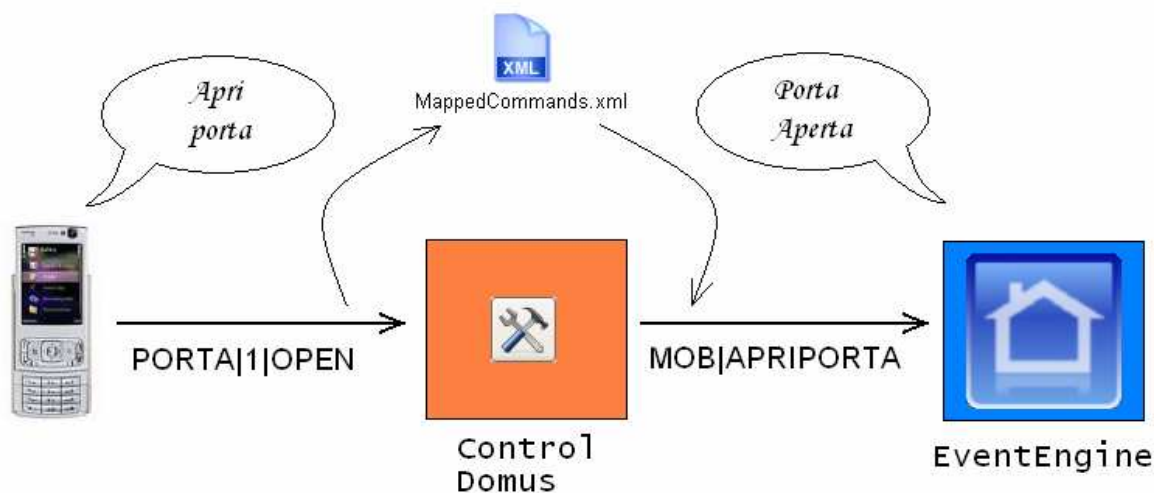 Apri
porta
XML
MappedCommands.xml
Porta
Aperta
PORTA|1|OPEN
MOB|APRIPORTA
Control
Domus
EventEngine